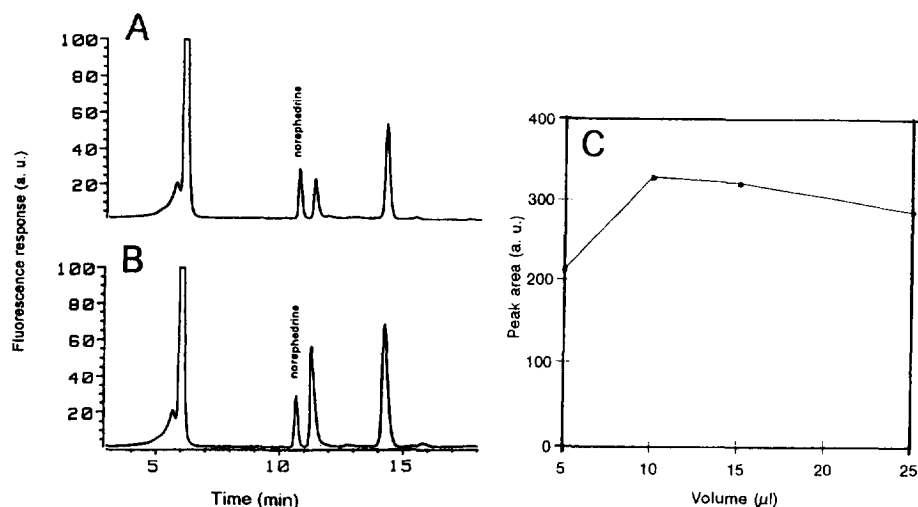 A
100
80
60
40
20
norephedrine
Fluorescence response (a. u.)
B
100
80
60
40
20
norephedrine
5
10
15
Time (min)
C
400
300
200
100
0
Peak area (a. u.)
5
10
15
20
25
Volume (µl)